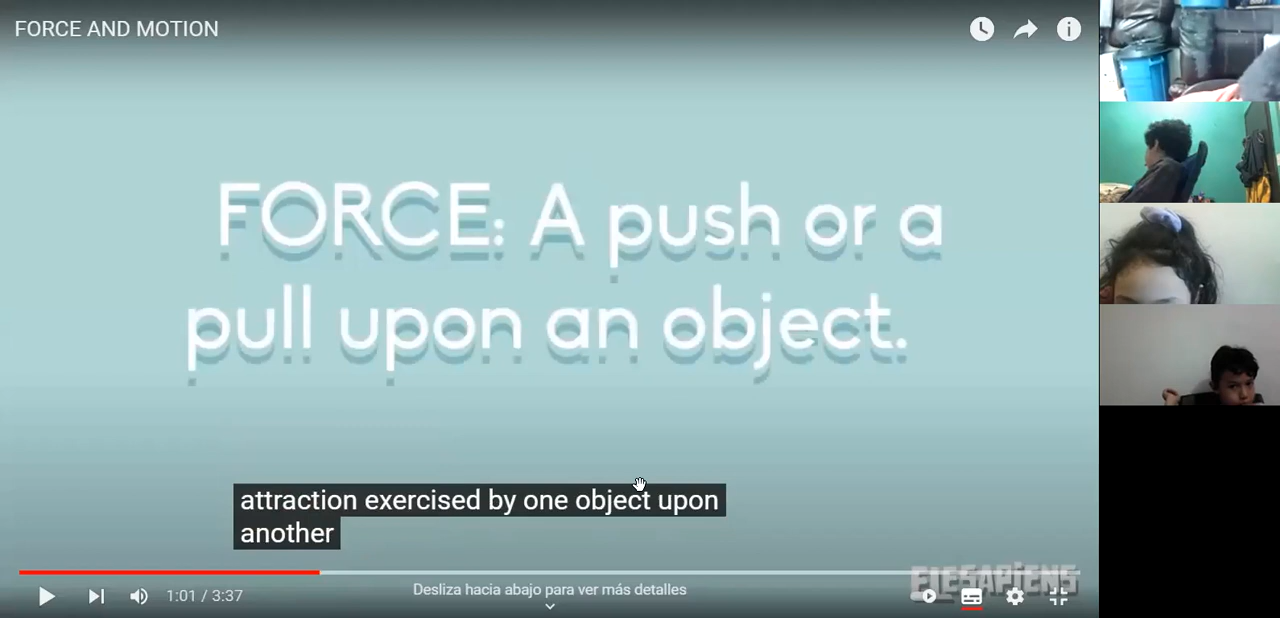 FORCE AND MOTION
FORCE: A push or a
pull upon an object.
attraction exercised by one object upon
another
1:01 / 3:37
Desliza hacia abajo para ver más detalles
ELESAPIENS